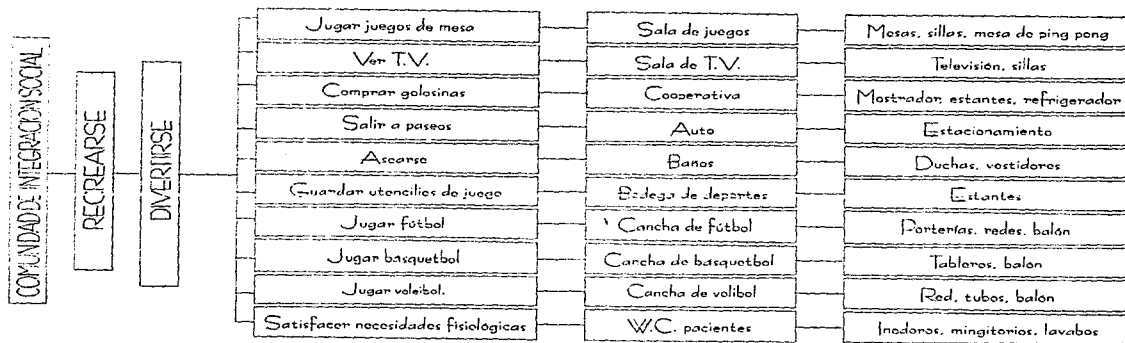 COMUNIDAD DE INTEGRACION SOCIAL
RECREARSE
DIVERTIRSE
Jugar juegos de mesa
Sala de juegos
Mesas, sillas, mesa de ping pong
Ver T.V.
Sala de T.V.
Televisión, sillas
Comprar golosinas
Cooperativa
Mostrador, estantes, refrigerador
Salir a paseos
Auto
Estacionamiento
Asearse
Baños
Duchas, vestidores
Guardar utencilios de juego
Bodega de deportes
Estantes
Jugar fútbol
Cancha de fútbol
Porterías, redes, balón
Jugar basquetbol
Cancha de basquetbol
Tableros, balón
Jugar voleibol.
Cancha de volibol
Red, tubos, balón
Satisfacer necesidades fisiológicas
W.C. pacientes
Inodoros, mingitorios, lavabos